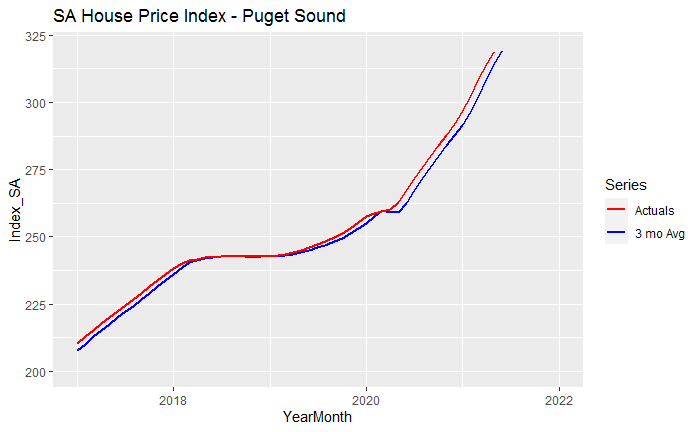 SA House Price Index - Puget Sound
325
300
275
250
225
200
Index_SA
2018
2020
2022
YearMonth
Series
Actuals
3 mo Avg